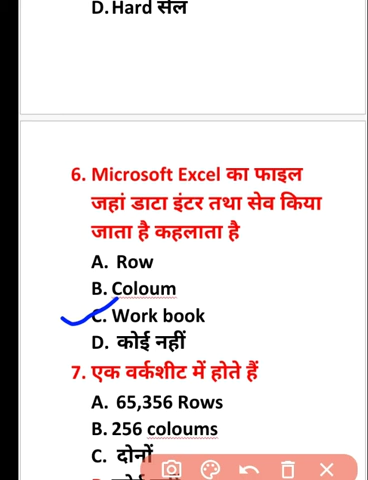 D. Hard सेल
6. Microsoft Excel का फाइल
जहां डाटा इंटर तथा सेव किया
जाता है कहलाता है
A. Row
B. Coloum
C. Work book
D. कोई नहीं
7. एक वर्कशीट में होते हैं
A. 65,356 Rows
B. 256 coloums
C. दोनों